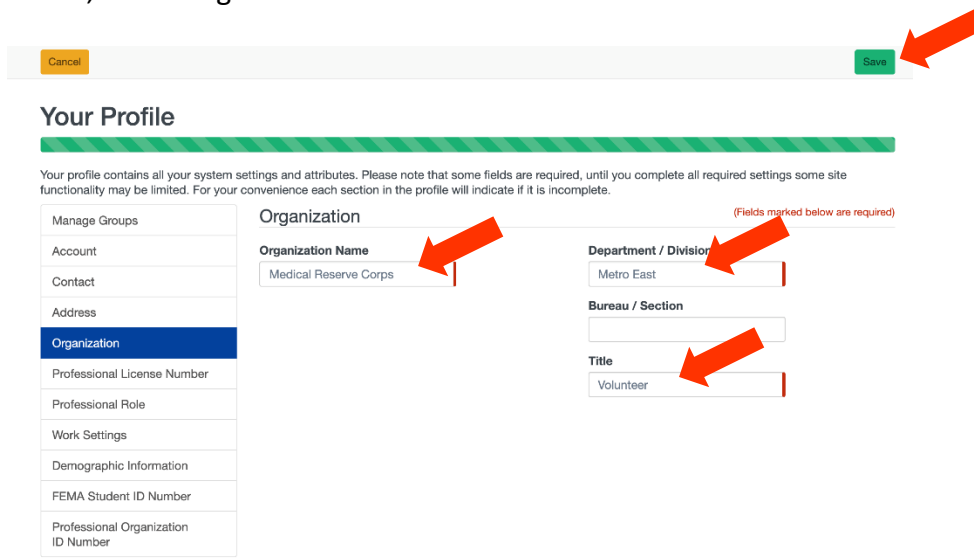 Cancel
Save
Your Profile
Your profile contains all your system settings and attributes. Please note that some fields are required, until you complete all required settings some site
functionality may be limited. For your convenience each section in the profile will indicate if it is incomplete.
Manage Groups
Account
Contact
Address
Organization
Professional License Number
Professional Role
Work Settings
Demographic Information
FEMA Student ID Number
Professional Organization
ID Number
Organization
(Fields marked below are required)
Organization Name
Medical Reserve Corps
Department / Division
Metro East
Bureau / Section
Title
Volunteer